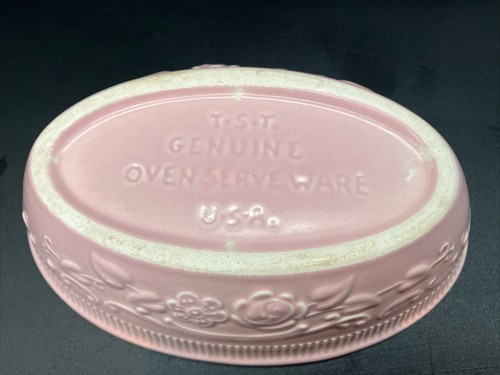 T.S.T.
GENUINE
OVEN SERVE WARE
U.S.A.